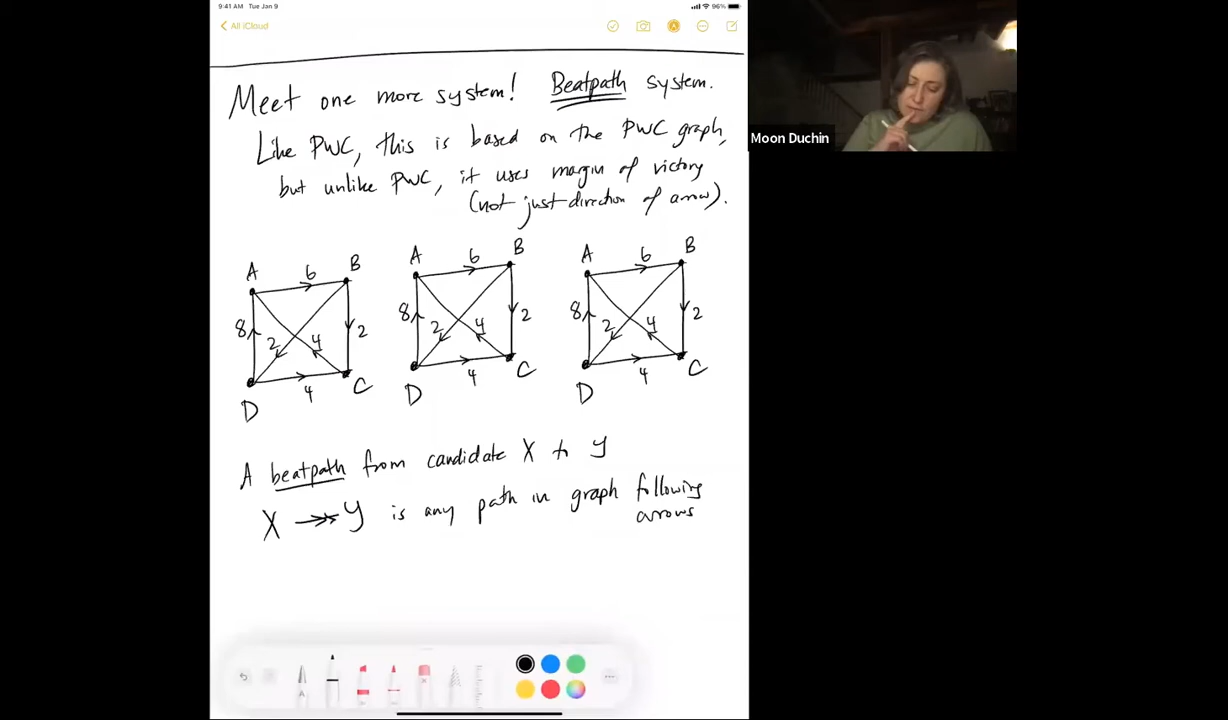 9:41 AM Tue Jan 9
96%
All iCloud
Meet one more system! Beatpath system.
Like PWC, this is based on the PWC graph,
but unlike PWC, it uses margin of victory
(not just direction of arrow).
A 6 B
8 2 4 2
D 4 C
A 6 B
8 2 4 2
D 4 C
A 6 B
8 2 4 2
D 4 C
A beatpath from candidate X to Y
X ↠ Y is any path in graph following
arrows
Moon Duchin